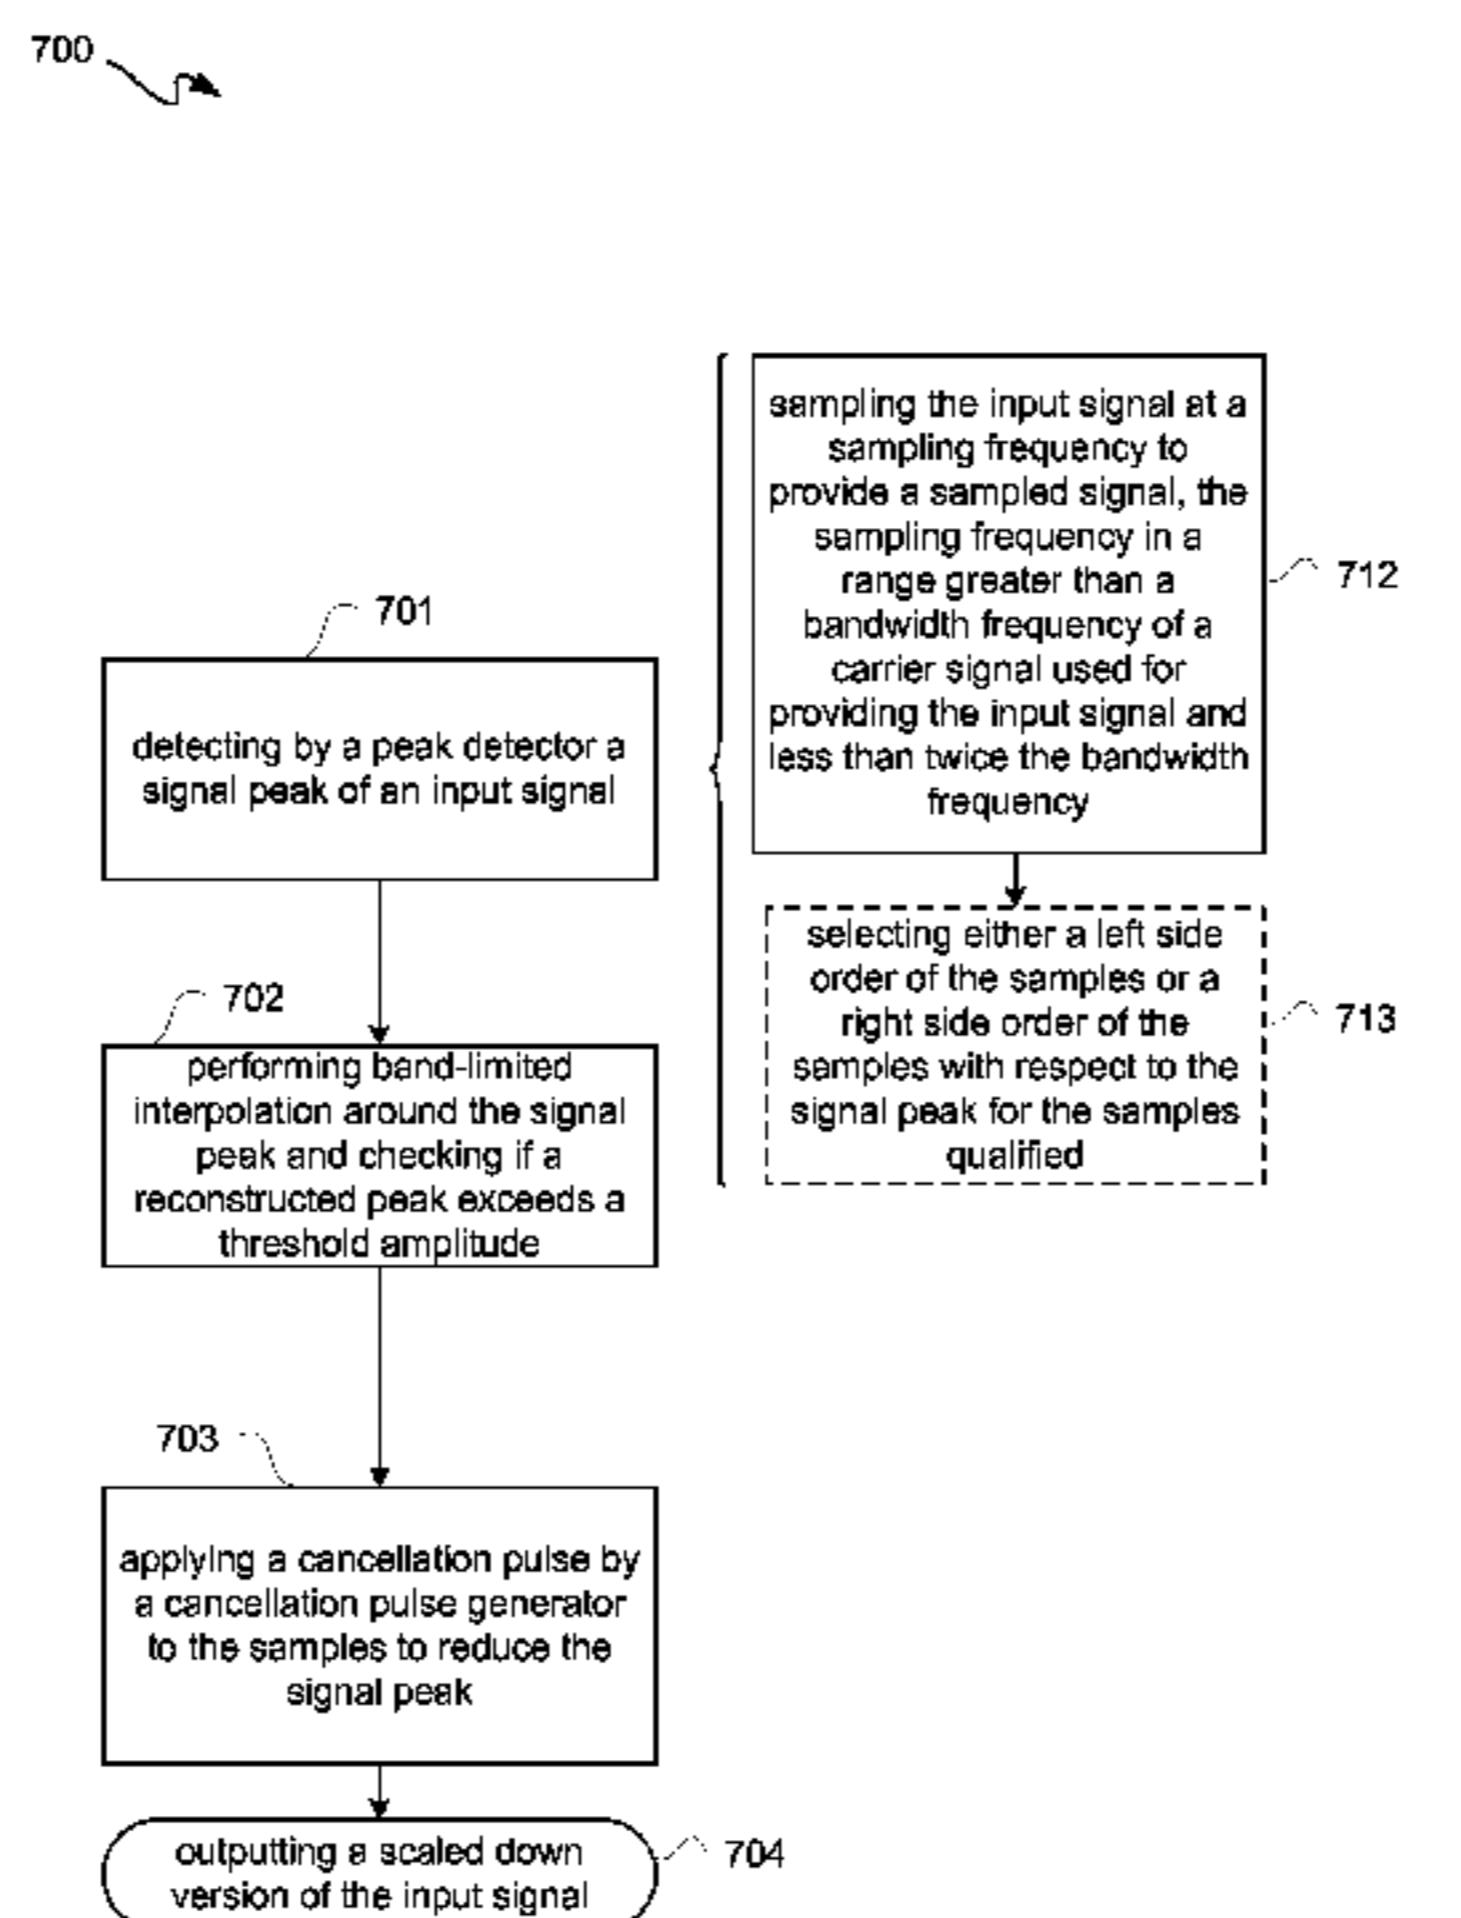 700
701
detecting by a peak detector a
signal peak of an input signal
702
performing band-limited
interpolation around the signal
peak and checking if a
reconstructed peak exceeds a
threshold amplitude
703
applying a cancellation pulse by
a cancellation pulse generator
to the samples to reduce the
signal peak
outputting a scaled down
version of the input signal
704
sampling the input signal at a
sampling frequency to
provide a sampled signal, the
sampling frequency in a
range greater than a
bandwidth frequency of a
carrier signal used for
providing the input signal and
less than twice the bandwidth
frequency
712
selecting either a left side
order of the samples or a
right side order of the
samples with respect to the
signal peak for the samples
qualified
713